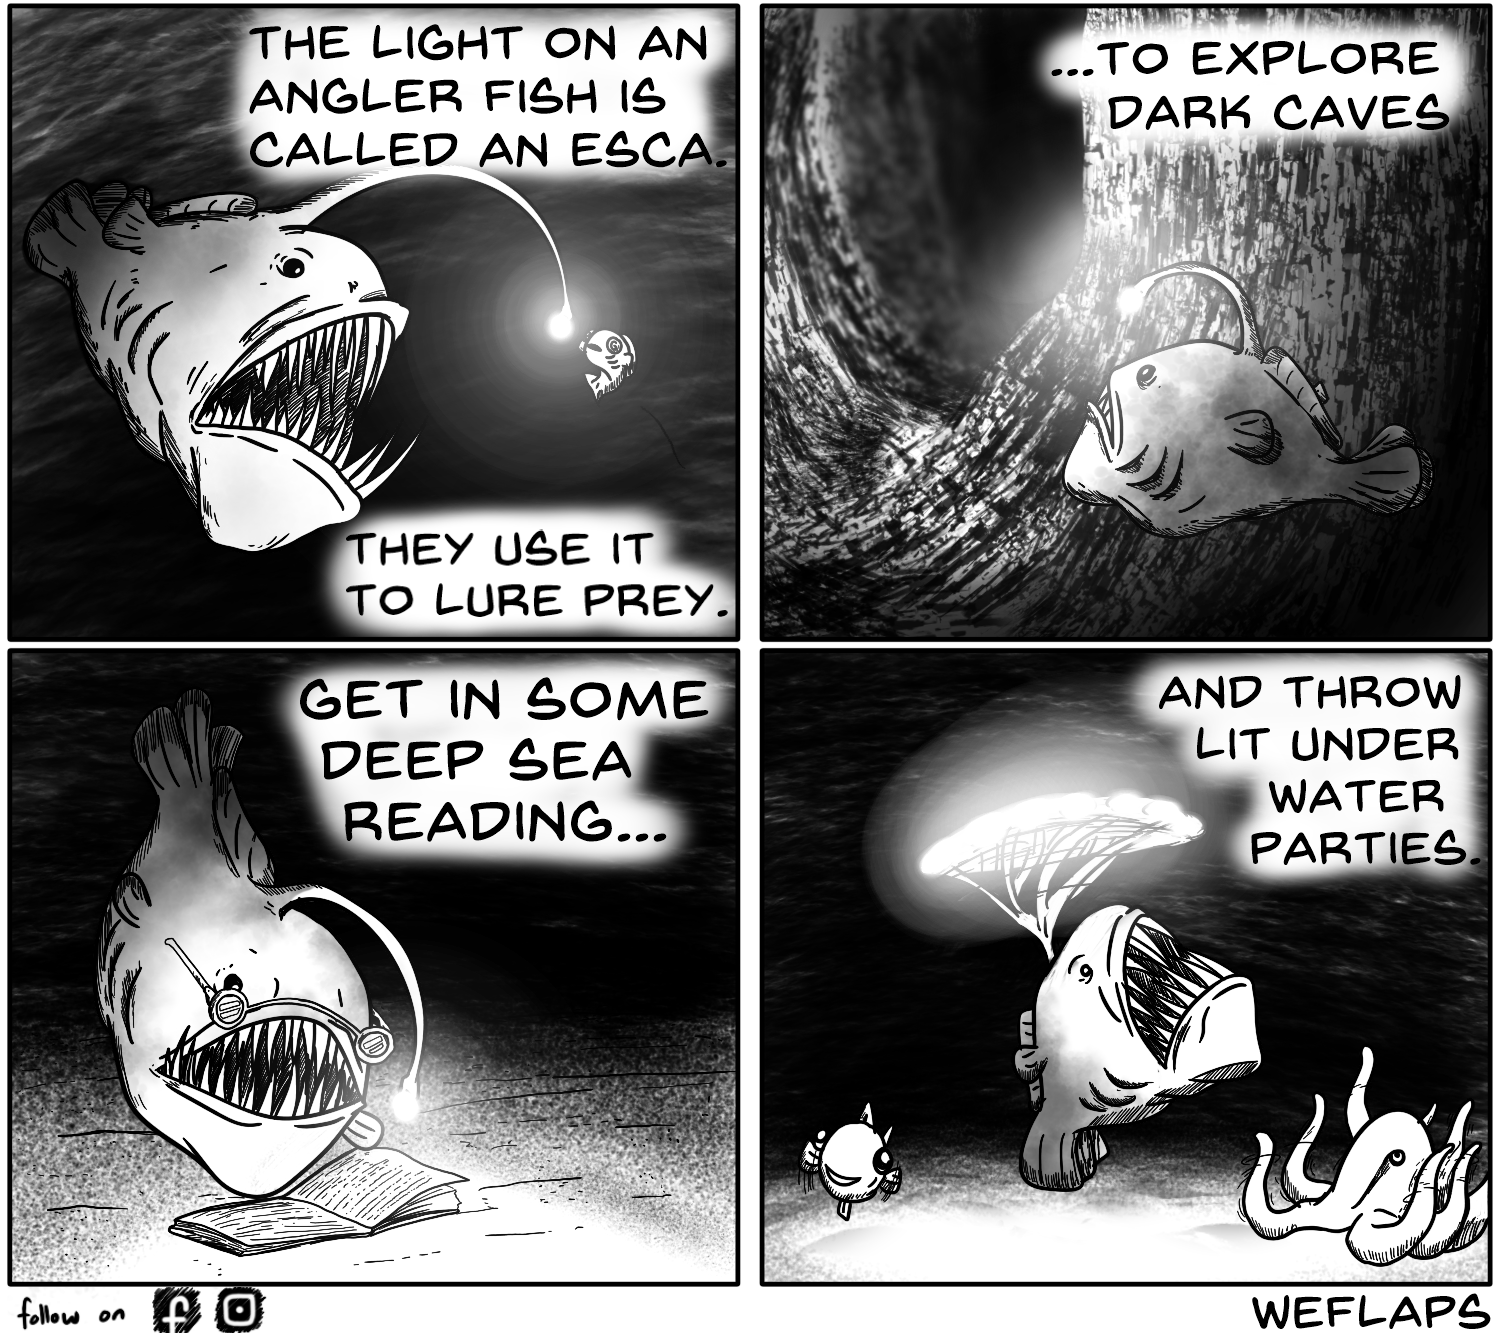 THE LIGHT ON AN
ANGLER FISH IS
CALLED AN ESCA.
THEY USE IT
TO LURE PREY.
...TO EXPLORE
DARK CAVES
GET IN SOME
DEEP SEA
READING...
AND THROW
LIT UNDER
WATER
PARTIES.
follow on
WEFLAPS